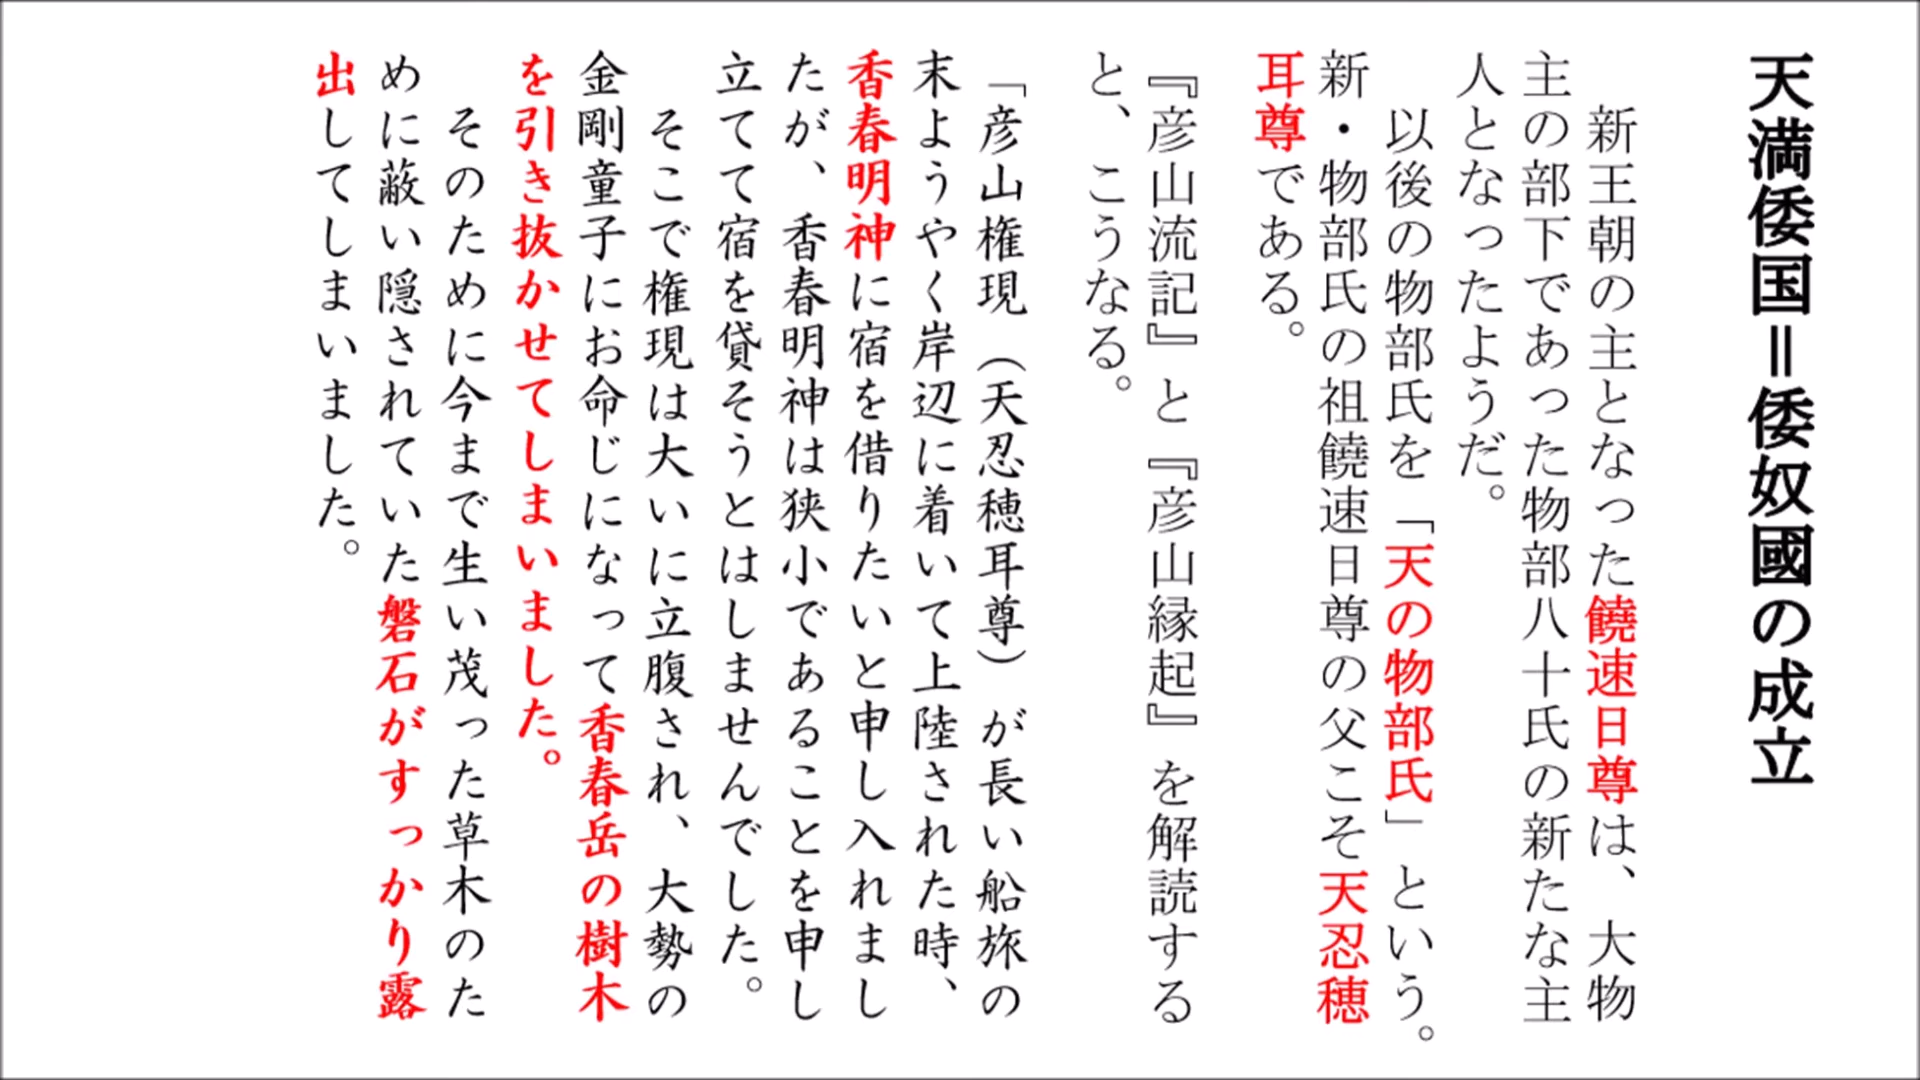 天満倭国＝倭奴國の成立
　新王朝の主となった饒速日尊は、大物
主の部下であった物部八十氏の新たな主
人となったようだ。
　以後の物部氏を「天の物部氏」という。
新・物部氏の祖饒速日尊の父こそ天忍穂
耳尊である。
『彦山流記』と『彦山縁起』を解読する
と、こうなる。
「彦山権現（天忍穂耳尊）が長い船旅の
末ようやく岸辺に着いて上陸された時、
香春明神に宿を借りたいと申し入れまし
たが、香春明神は狭小であることを申し
立てて宿を貸そうとはしませんでした。
　そこで権現は大いに立腹され、大勢の
金剛童子にお命じになって香春岳の樹木
を引き抜かせてしまいました。
　そのために今まで生い茂った草木のた
めに蔽い隠されていた磐石がすっかり露
出してしまいました。